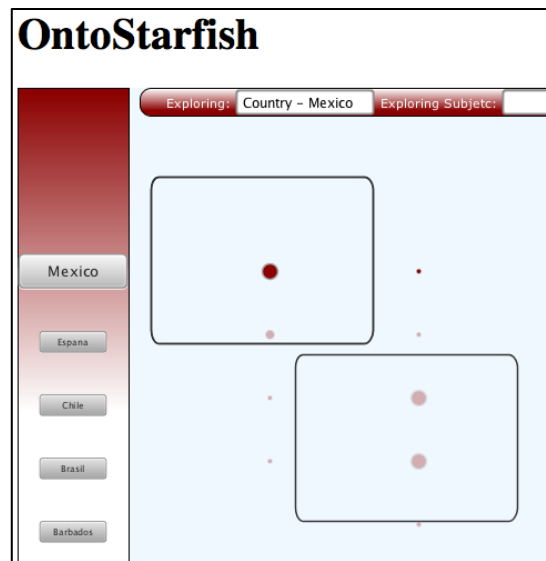 OntoStarfish
Exploring: Country - Mexico Exploring Subjetc:
Mexico
Espana
Chile
Brasil
Barbados